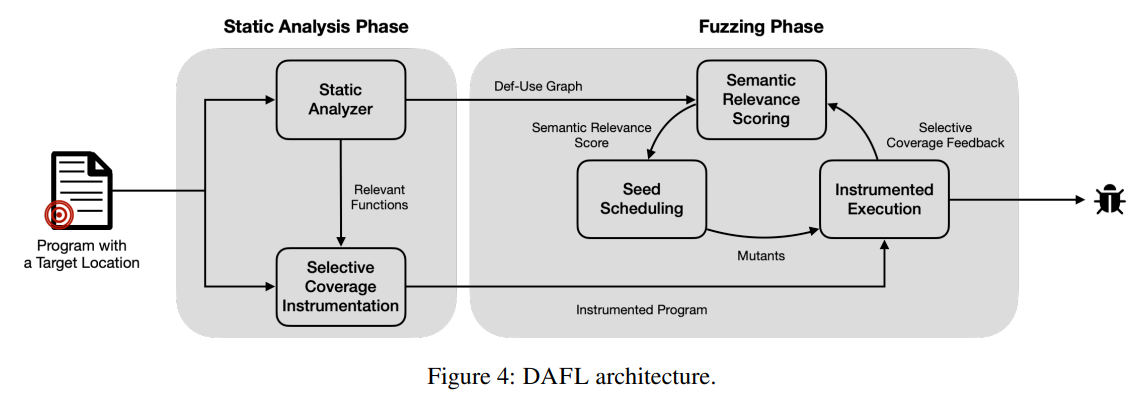 Static Analysis Phase
Fuzzing Phase
Static
Analyzer
Def-Use Graph
Semantic
Relevance
Scoring
Semantic Relevance
Score
Selective
Coverage Feedback
Relevant
Functions
Seed
Scheduling
Instrumented
Execution
Program with
a Target Location
Mutants
Selective
Coverage
Instrumentation
Instrumented Program
Figure 4: DAFL architecture.